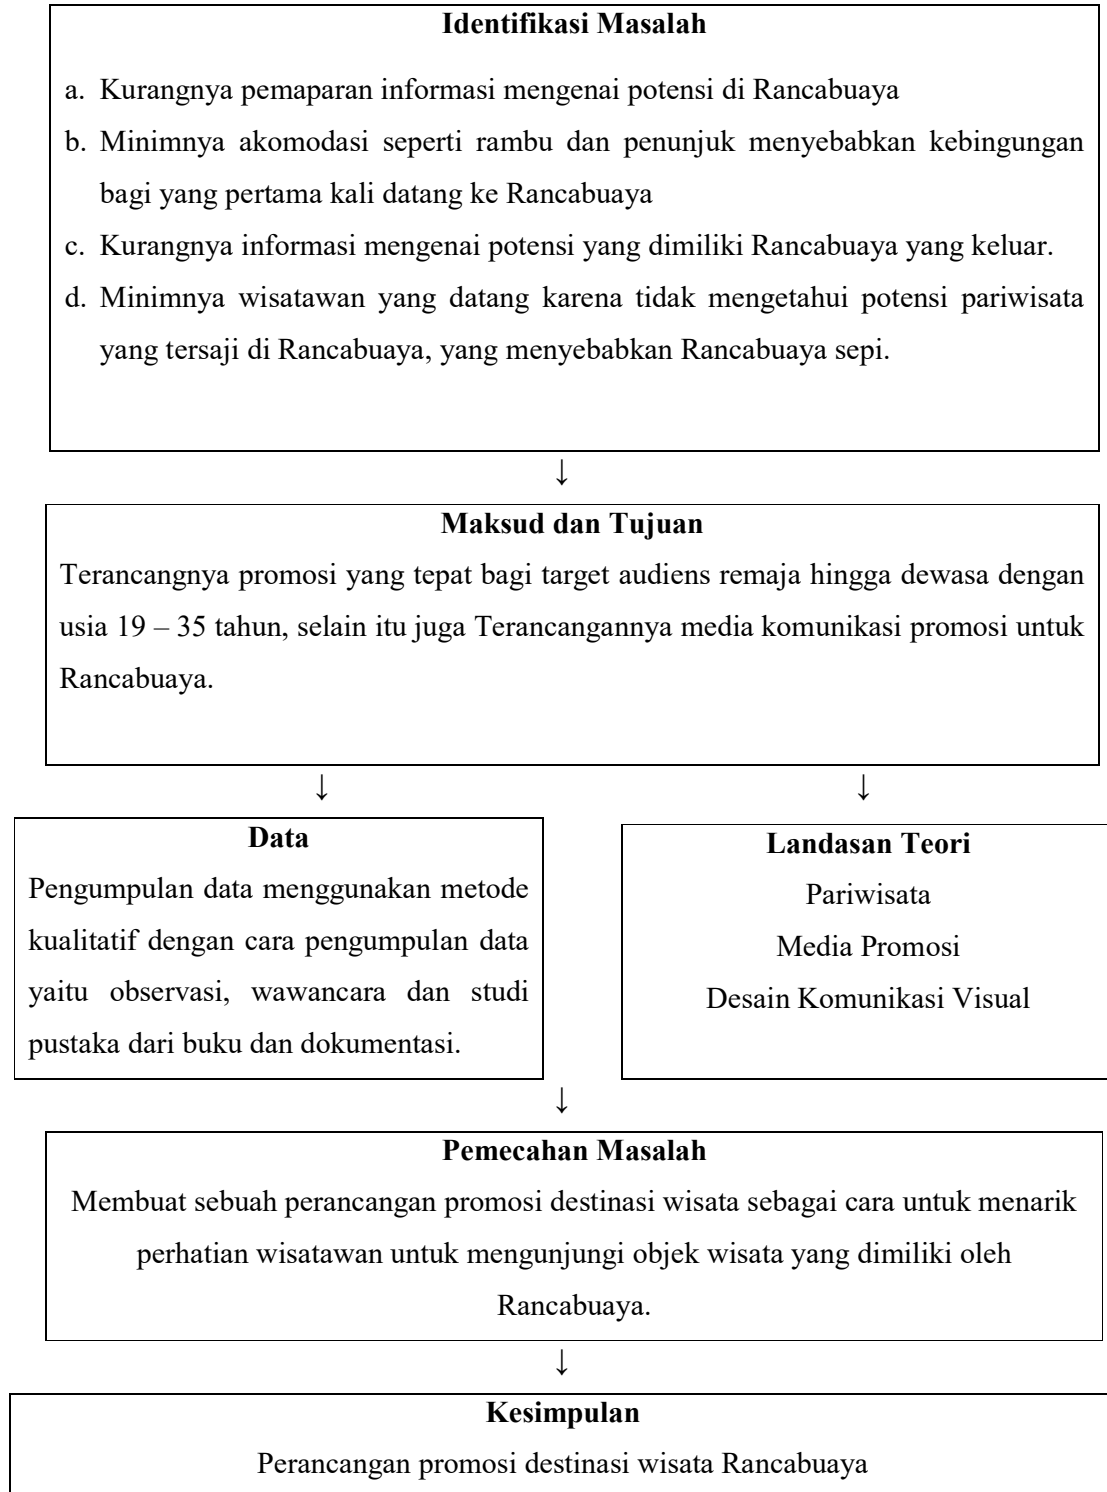 Identifikasi Masalah
a. Kurangnya pemaparan informasi mengenai potensi di Rancabuaya
b. Minimnya akomodasi seperti rambu dan penunjuk menyebabkan kebingungan
bagi yang pertama kali datang ke Rancabuaya
c. Kurangnya informasi mengenai potensi yang dimiliki Rancabuaya yang keluar.
d. Minimnya wisatawan yang datang karena tidak mengetahui potensi pariwisata
yang tersaji di Rancabuaya, yang menyebabkan Rancabuaya sepi.
↓
Maksud dan Tujuan
Terancangnya promosi yang tepat bagi target audiens remaja hingga dewasa dengan
usia 19 – 35 tahun, selain itu juga Terancangannya media komunikasi promosi untuk
Rancabuaya.
↓ ↓
Data
Pengumpulan data menggunakan metode
kualitatif dengan cara pengumpulan data
yaitu observasi, wawancara dan studi
pustaka dari buku dan dokumentasi.
Landasan Teori
Pariwisata
Media Promosi
Desain Komunikasi Visual
↓
Pemecahan Masalah
Membuat sebuah perancangan promosi destinasi wisata sebagai cara untuk menarik
perhatian wisatawan untuk mengunjungi objek wisata yang dimiliki oleh
Rancabuaya.
↓
Kesimpulan
Perancangan promosi destinasi wisata Rancabuaya